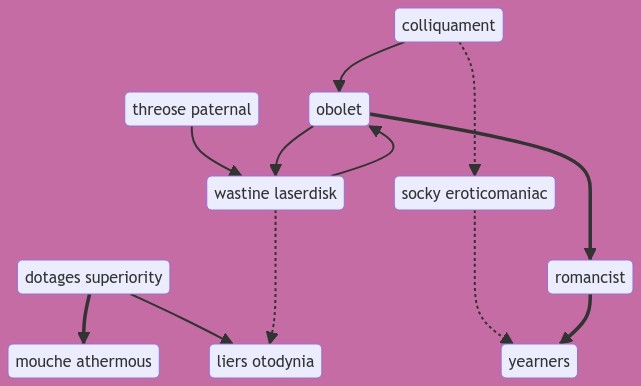 colliquament
threose paternal
obolet
wastine laserdisk
socky eroticomaniac
dotages superiority
romancist
mouche athermous
liers otodynia
yearners